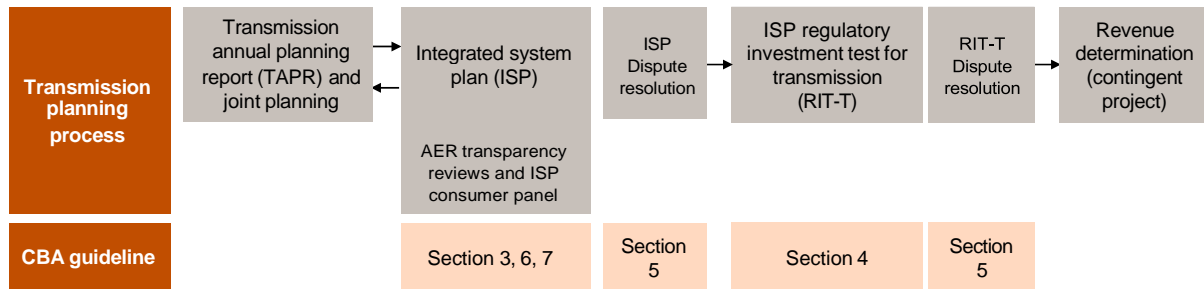 Transmission
planning
process
Transmission
annual planning
report (TAPR) and
joint planning
Integrated system
plan (ISP)
AER transparency
reviews and ISP
consumer panel
ISP
Dispute
resolution
ISP regulatory
investment test for
transmission
(RIT-T)
RIT-T
Dispute
resolution
Revenue
determination
(contingent
project)
CBA guideline
Section 3, 6, 7
Section
5
Section 4
Section
5